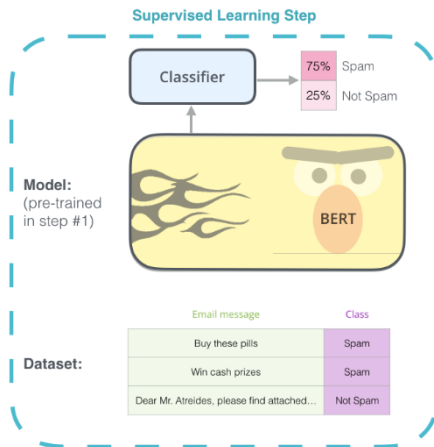 Supervised Learning Step
Classifier
75% Spam
25% Not Spam
Model:
(pre-trained
in step #1)
BERT
Email message Class
Buy these pills Spam
Win cash prizes Spam
Dataset:
Dear Mr. Atreides, please find attached... Not Spam